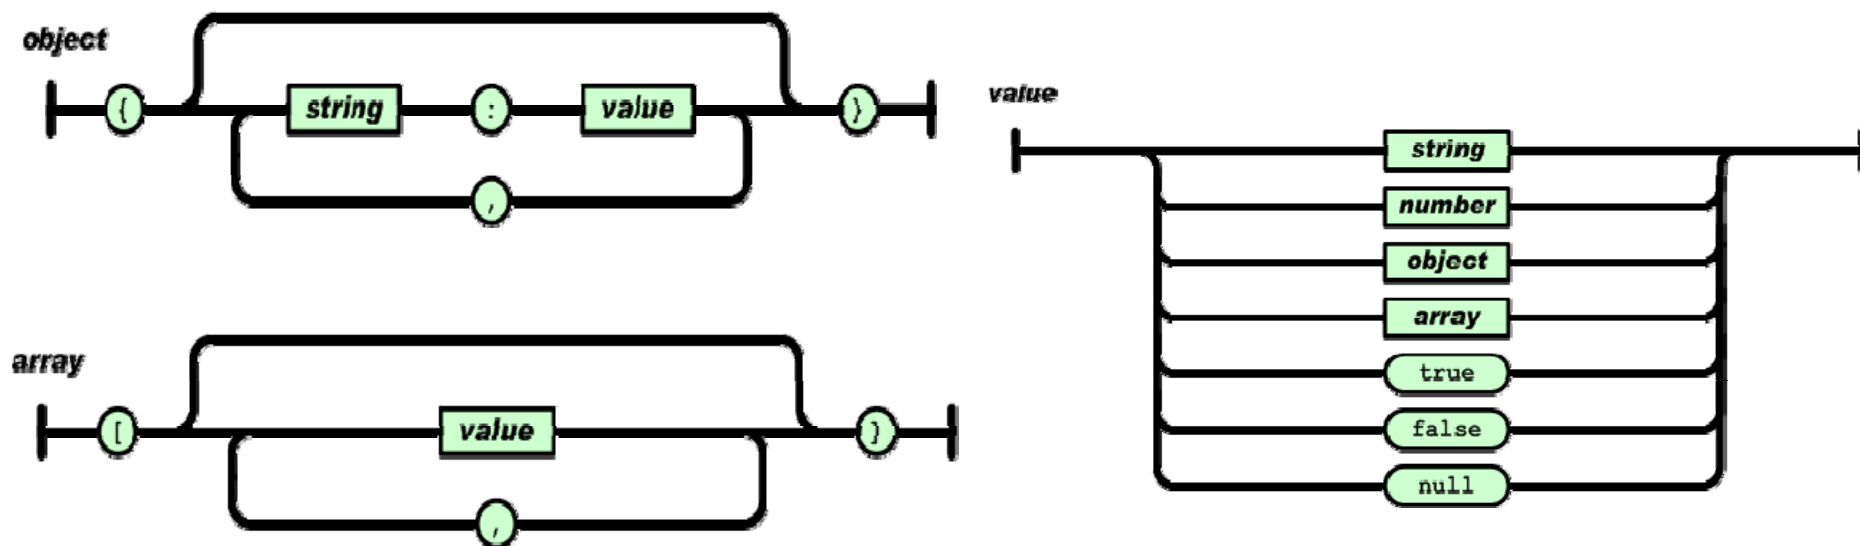 object
{ string : value }
,
array
[ value ]
,
value
string
number
object
array
true
false
null